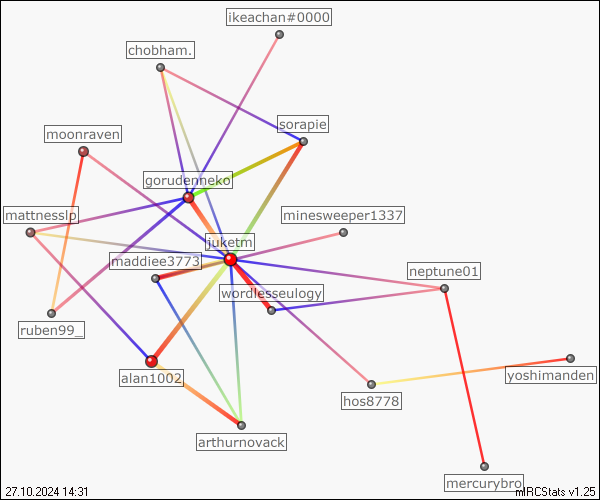 ikeachan#0000
chobham.
sorapie
moonraven
gorudenneko
mattnesslp
minesweeper1337
juketm
maddiee3773
neptune01
wordlesseulogy
ruben99_
alan1002
yoshimanden
hos8778
arthurnovack
mercurybro
27.10.2024 14:31
mIRCStats v1.25